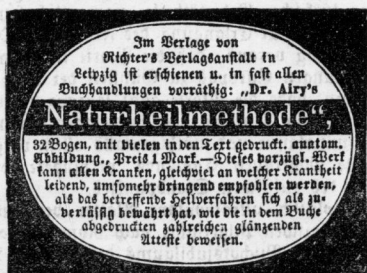 Im Verlage von
Richter's Verlagsanstalt in
Leipzig ist erschienen u. in fast allen
Buchhandlungen vorräthig: „Dr. Airy's
Naturheilmethode“,
32 Bogen, mit vielen in den Text gedruckt. anatom.
Abbildung., Preis 1 Mark.—Dieses vorzügl. Werk
kann allen Kranken, gleichviel an welcher Krankheit
leidend, umsomehr dringend empfohlen werden,
als das betreffende Heilverfahren sich als zu-
verläßig bewährt hat, wie die in dem Buche
abgedruckten zahlreichen glänzenden
Atteste beweisen.